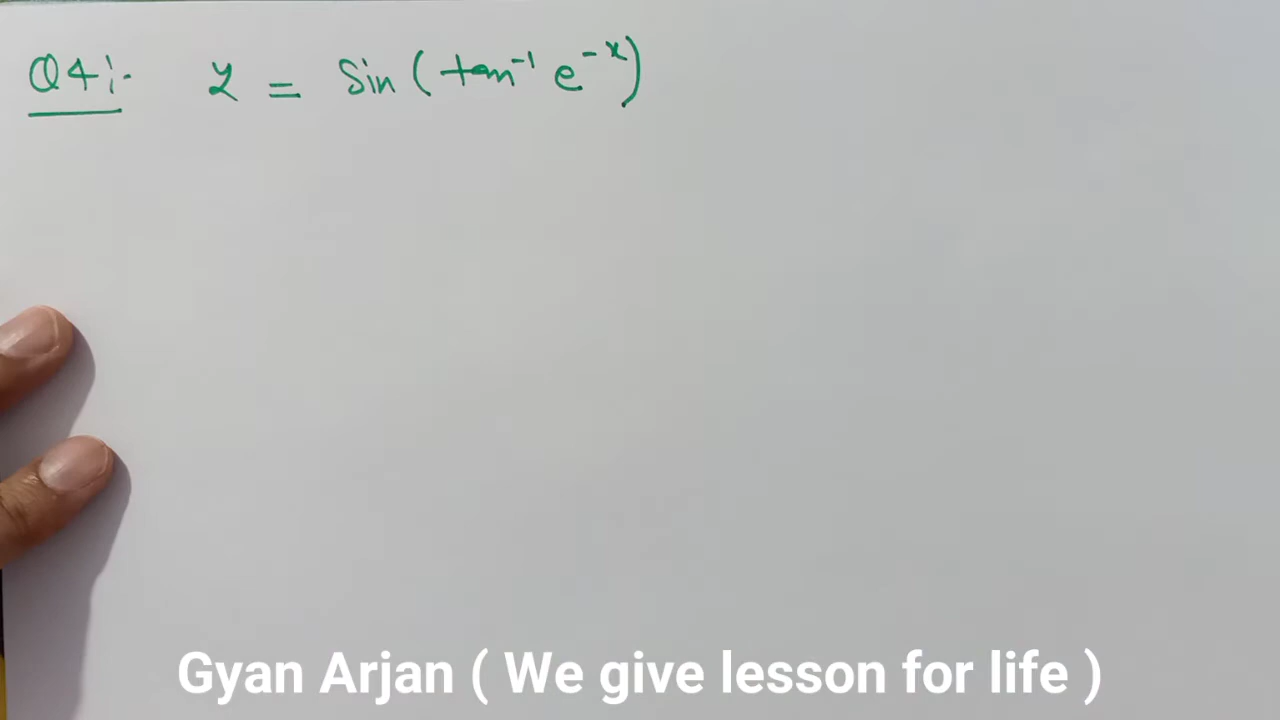 Q4:- y = Sin(tan⁻¹ e⁻ˣ)
Gyan Arjan ( We give lesson for life )